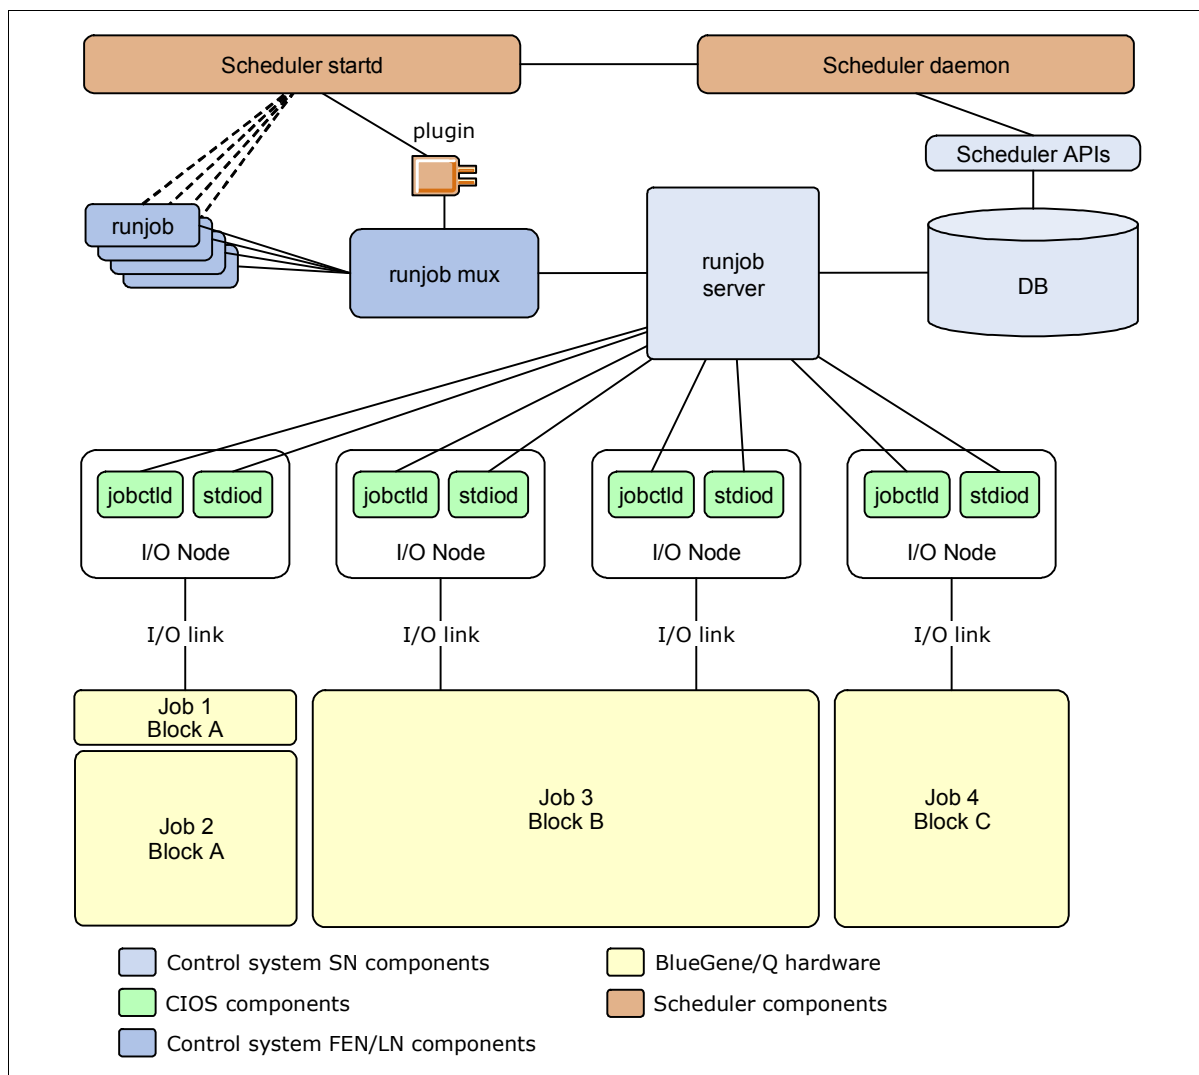 Scheduler startd
Scheduler daemon
plugin
Scheduler APIs
runjob
runjob mux
runjob
server
DB
jobctld
stdiod
I/O Node
jobctld
stdiod
I/O Node
jobctld
stdiod
I/O Node
jobctld
stdiod
I/O Node
I/O link
I/O link
I/O link
I/O link
Job 1
Block A
Job 2
Block A
Job 3
Block B
Job 4
Block C
Control system SN components
CIOS components
Control system FEN/LN components
BlueGene/Q hardware
Scheduler components